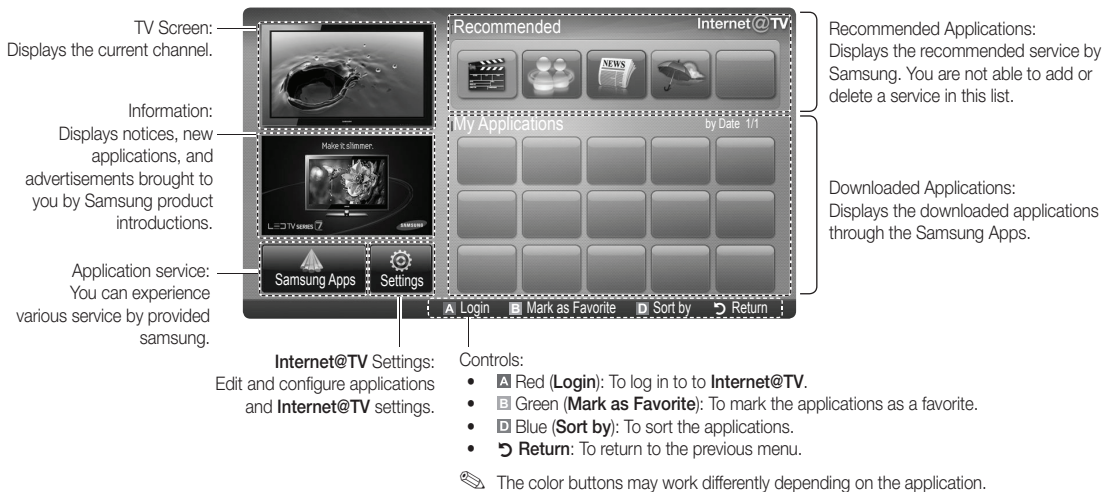 TV Screen:
Displays the current channel.
Information:
Displays notices, new
applications, and
advertisements brought to
you by Samsung product
introductions.
Application service:
You can experience
various service by provided
samsung.
Internet@TV Settings:
Edit and configure applications
and Internet@TV settings.
Make it slimmer.
LED TV SERIES 7
SAMSUNG
Samsung Apps
Settings
Recommended
Internet@TV
NEWS
My Applications
by Date 1/1
A Login B Mark as Favorite D Sort by Return
Recommended Applications:
Displays the recommended service by
Samsung. You are not able to add or
delete a service in this list.
Downloaded Applications:
Displays the downloaded applications
through the Samsung Apps.
Controls:
• A Red (Login): To log in to to Internet@TV.
• B Green (Mark as Favorite): To mark the applications as a favorite.
• D Blue (Sort by): To sort the applications.
• Return: To return to the previous menu.
The color buttons may work differently depending on the application.